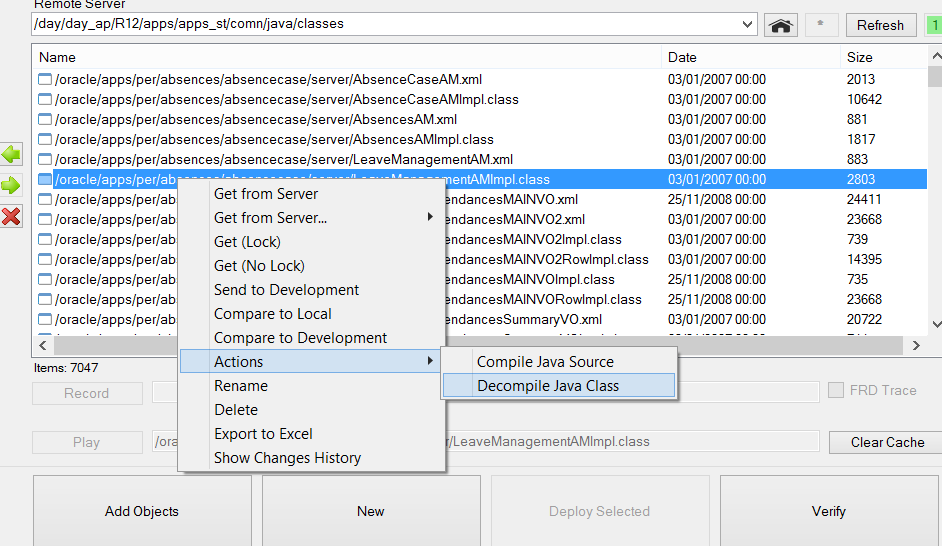 Remote Server
/day/day_ap/R12/apps/apps_st/comn/java/classes * Refresh 1
Name Date Size
/oracle/apps/per/absences/absencecase/server/AbsenceCaseAM.xml 03/01/2007 00:00 2013
/oracle/apps/per/absences/absencecase/server/AbsenceCaseAMImpl.class 03/01/2007 00:00 10642
/oracle/apps/per/absences/absencecase/server/AbsencesAM.xml 03/01/2007 00:00 881
/oracle/apps/per/absences/absencecase/server/AbsencesAMImpl.class 03/01/2007 00:00 1817
/oracle/apps/per/absences/absencecase/server/LeaveManagementAM.xml 03/01/2007 00:00 883
/oracle/apps/per/absences/absencecase/server/LeaveManagementAMImpl.class 03/01/2007 00:00 2803
/oracle/apps/per/ab endancesMAINVO.xml 25/11/2008 00:00 24411
/oracle/apps/per/ab endancesMAINVO2.xml 03/01/2007 00:00 23668
/oracle/apps/per/ab endancesMAINVO2Impl.class 03/01/2007 00:00 739
/oracle/apps/per/ab endancesMAINVO2RowImpl.class 03/01/2007 00:00 14395
/oracle/apps/per/ab endancesMAINVOImpl.class 25/11/2008 00:00 735
/oracle/apps/per/ab endancesMAINVORowImpl.class 25/11/2008 00:00 23668
/oracle/apps/per/ab endancesSummaryVO.xml 03/01/2007 00:00 20722
Get from Server
Get from Server...
Get (Lock)
Get (No Lock)
Send to Development
Compare to Local
Compare to Development
Actions
Rename
Delete
Export to Excel
Show Changes History
Compile Java Source
Decompile Java Class
Items: 7047
Record FRD Trace
Play /ora r/LeaveManagementAMImpl.class Clear Cache
Add Objects New Deploy Selected Verify